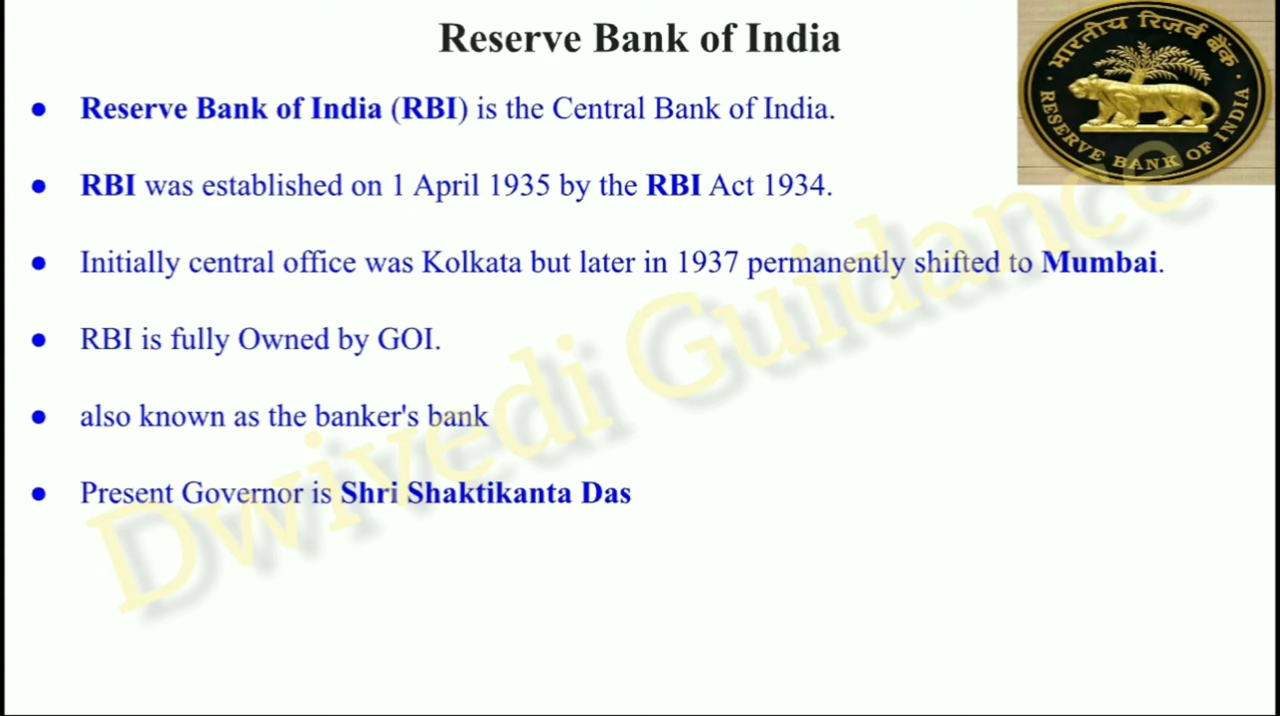 Reserve Bank of India
भारतीय रिज़र्व बैंक
RESERVE BANK OF INDIA
● Reserve Bank of India (RBI) is the Central Bank of India.
● RBI was established on 1 April 1935 by the RBI Act 1934.
● Initially central office was Kolkata but later in 1937 permanently shifted to Mumbai.
● RBI is fully Owned by GOI.
● also known as the banker's bank
● Present Governor is Shri Shaktikanta Das
Dwivedi Guidance